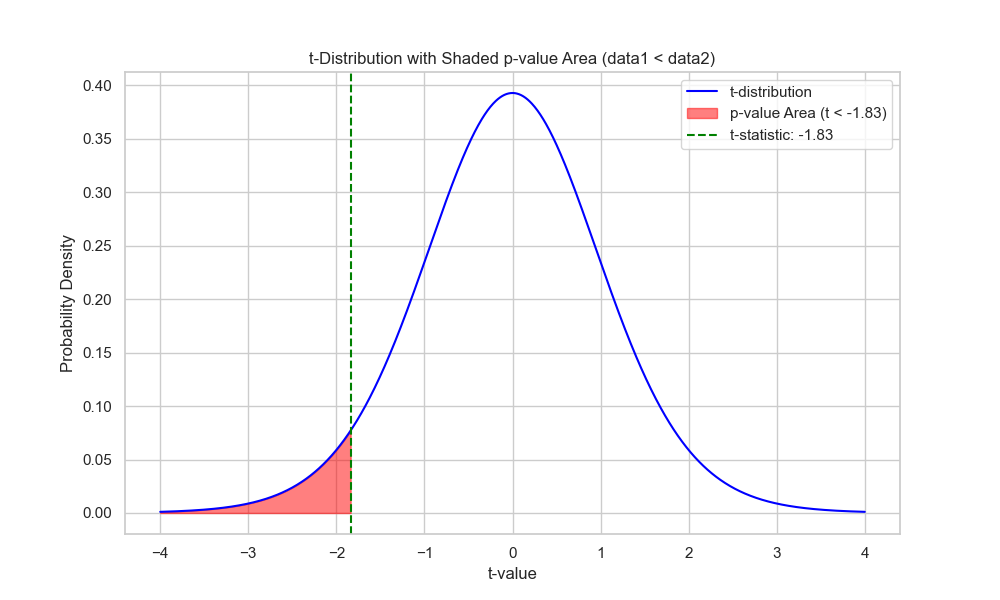 t-Distribution with Shaded p-value Area (data1 < data2)
t-distribution
p-value Area (t < -1.83)
t-statistic: -1.83
Probability Density
0.40
0.35
0.30
0.25
0.20
0.15
0.10
0.05
0.00
−4 −3 −2 −1 0 1 2 3 4
t-value